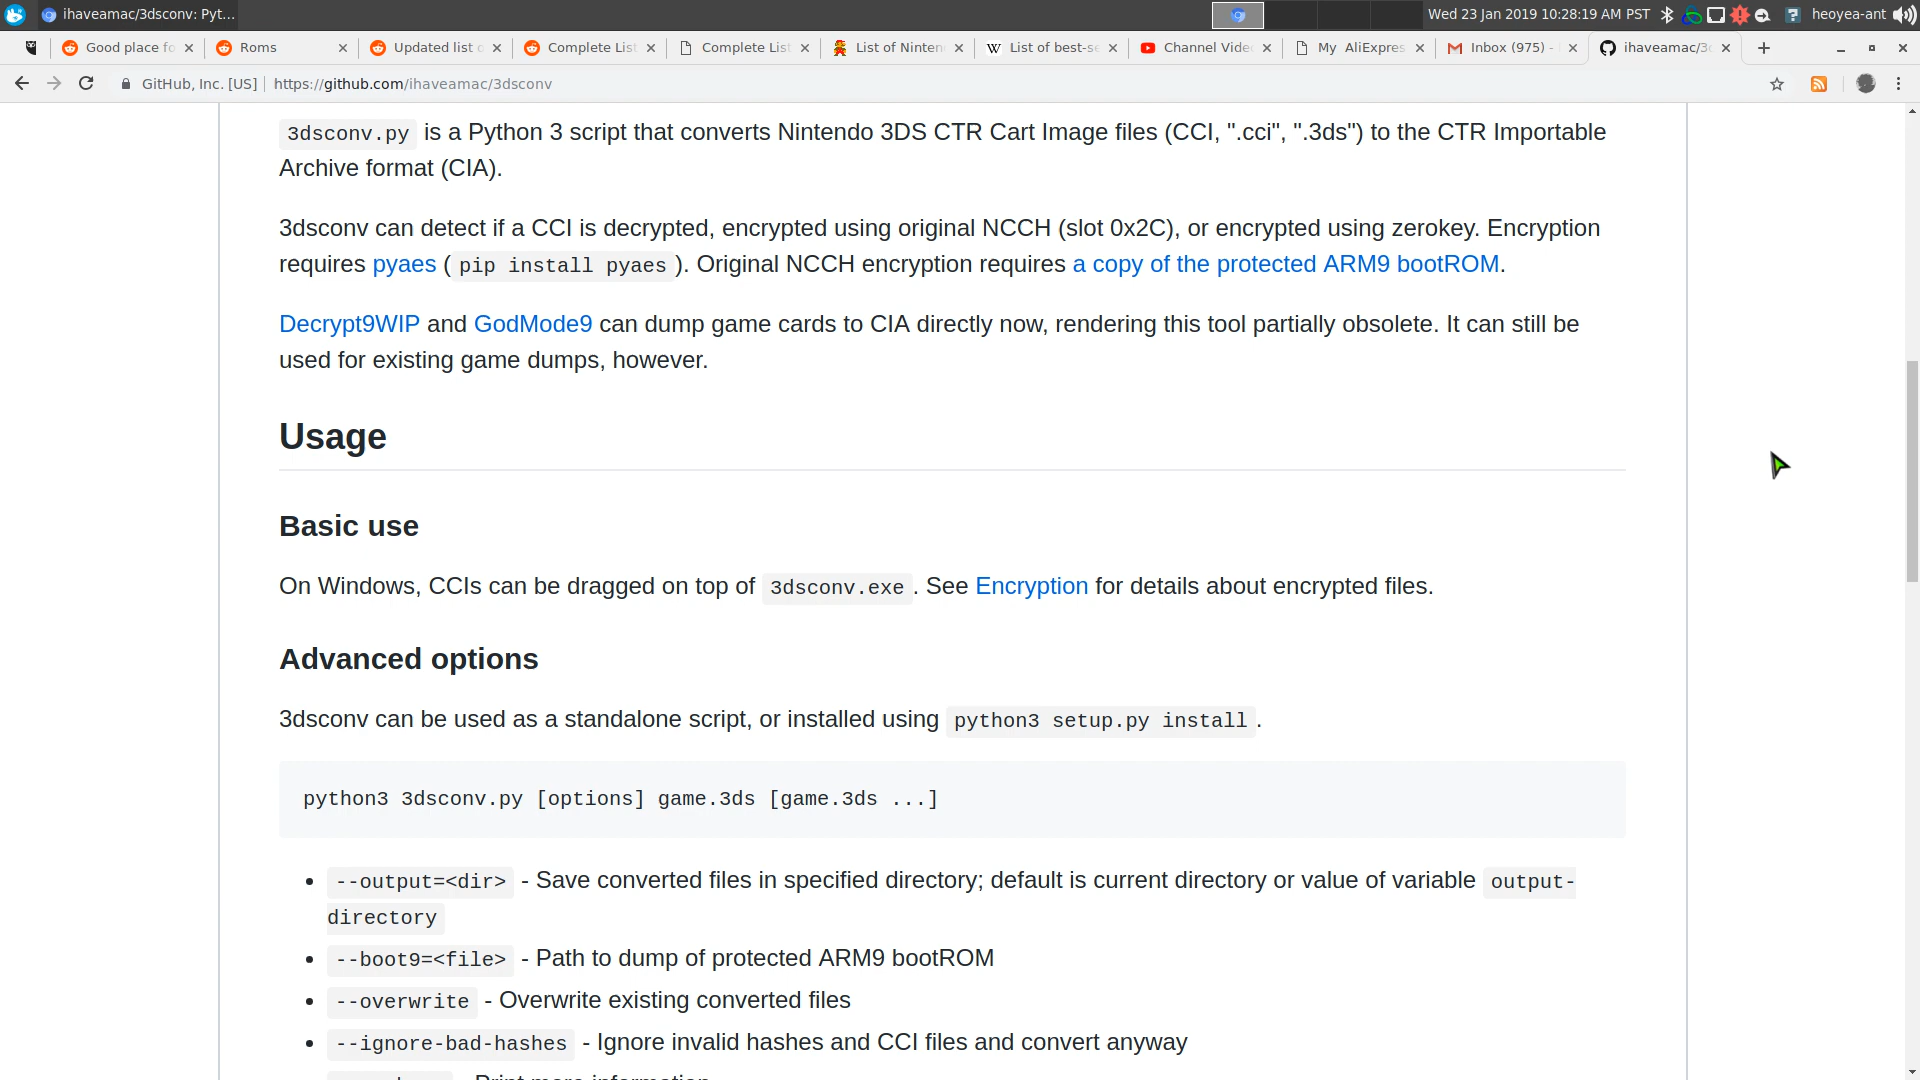 ihaveamac/3dsconv: Pyt...
Wed 23 Jan 2019 10:28:19 AM PST
heoyea-ant
Good place fo
Roms
Updated list o
Complete List
Complete List
List of Ninten
List of best-se
Channel Vide
My AliExpres
Inbox (975) -
ihaveamac/3d
GitHub, Inc. [US]
https://github.com/ihaveamac/3dsconv
3dsconv.py is a Python 3 script that converts Nintendo 3DS CTR Cart Image files (CCI, ".cci", ".3ds") to the CTR Importable
Archive format (CIA).
3dsconv can detect if a CCI is decrypted, encrypted using original NCCH (slot 0x2C), or encrypted using zerokey. Encryption
requires pyaes ( pip install pyaes ). Original NCCH encryption requires a copy of the protected ARM9 bootROM.
Decrypt9WIP and GodMode9 can dump game cards to CIA directly now, rendering this tool partially obsolete. It can still be
used for existing game dumps, however.
Usage
Basic use
On Windows, CCIs can be dragged on top of 3dsconv.exe . See Encryption for details about encrypted files.
Advanced options
3dsconv can be used as a standalone script, or installed using python3 setup.py install .
python3 3dsconv.py [options] game.3ds [game.3ds ...]
--output=<dir> - Save converted files in specified directory; default is current directory or value of variable output-
directory
--boot9=<file> - Path to dump of protected ARM9 bootROM
--overwrite - Overwrite existing converted files
--ignore-bad-hashes - Ignore invalid hashes and CCI files and convert anyway
- Print more information